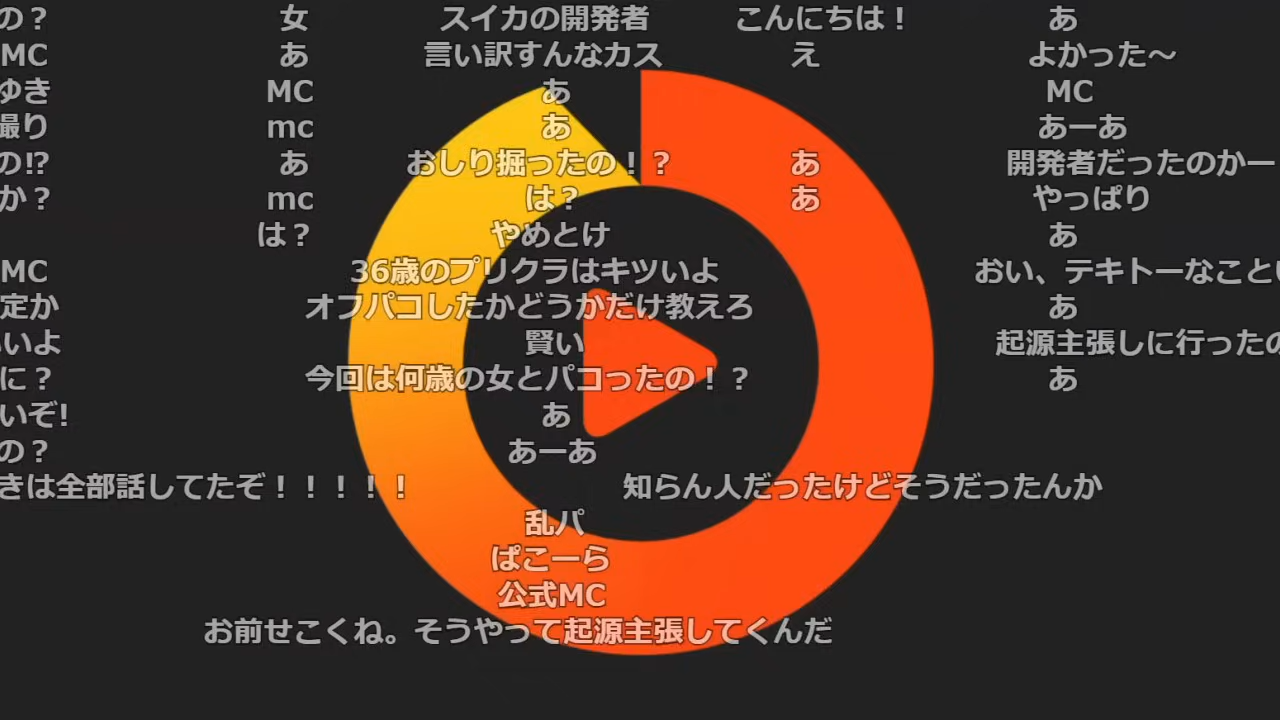 の？ 女 スイカの開発者 こんにちは！ あ
MC あ 言い訳すんなカス え よかった～
ゆき MC あ MC
撮り mc あ あーあ
の!? あ おしり掘ったの！？ あ 開発者だったのかー
か？ mc は？ あ やっぱり
は？ やめとけ あ
MC 36歳のプリクラはキツいよ おい、テキトーなこと
定か オフパコしたかどうかだけ教えろ あ
いよ 賢い 起源主張しに行ったの
に？ 今回は何歳の女とパコったの！？ あ
いぞ! あ
の？ あーあ
きは全部話してたぞ！！！！！ 知らん人だったけどそうだったんか
乱パ
ぱこーら
公式MC
お前せこくね。そうやって起源主張してくんだ